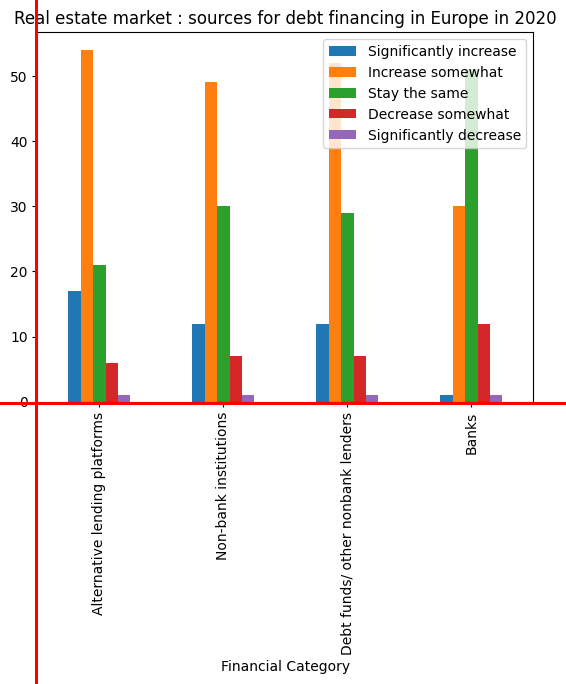 Real estate market : sources for debt financing in Europe in 2020
Significantly increase
Increase somewhat
Stay the same
Decrease somewhat
Significantly decrease
50
40
30
20
10
0
Alternative lending platforms
Non-bank institutions
Debt funds/ other nonbank lenders
Banks
Financial Category